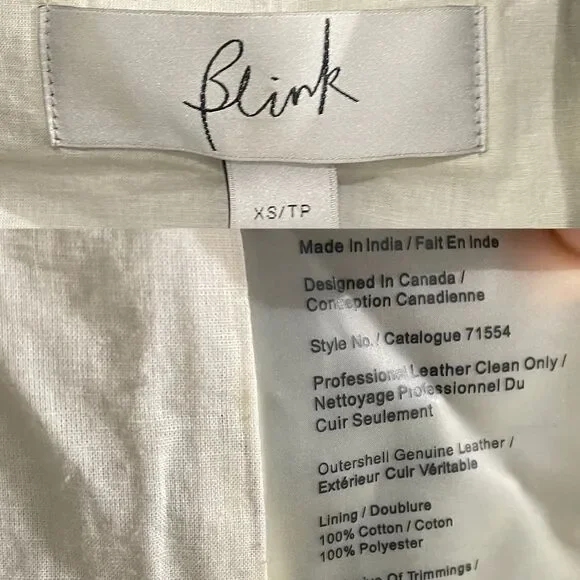 Blink
XS/TP
Made In India / Fait En Inde
Designed In Canada /
Conception Canadienne
Style No. / Catalogue 71554
Professional Leather Clean Only /
Nettoyage Professionnel Du
Cuir Seulement
Outershell Genuine Leather /
Extérieur Cuir Véritable
Lining / Doublure
100% Cotton / Coton
100% Polyester
Of Trimmings /